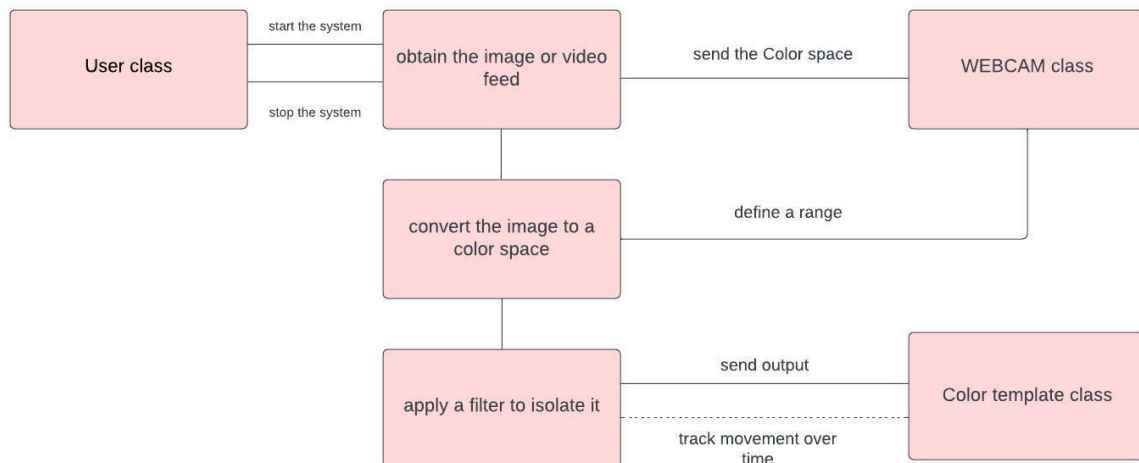 start the system
User class
stop the system
obtain the image or video
feed
send the Color space
WEBCAM class
convert the image to a
color space
define a range
apply a filter to isolate it
send output
track movement over
time
Color template class